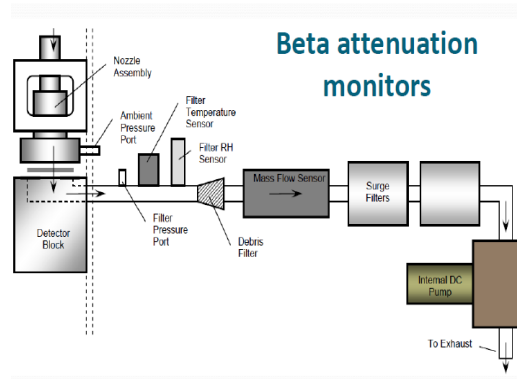 Beta attenuation
monitors
Nozzle
Assembly
Ambient
Pressure
Port
Filter
Temperature
Sensor
Filter RH
Sensor
Mass Flow Sensor
Surge
Filters
Filter
Pressure
Port
Debris
Filter
Detector
Block
Internal DC
Pump
To Exhaust